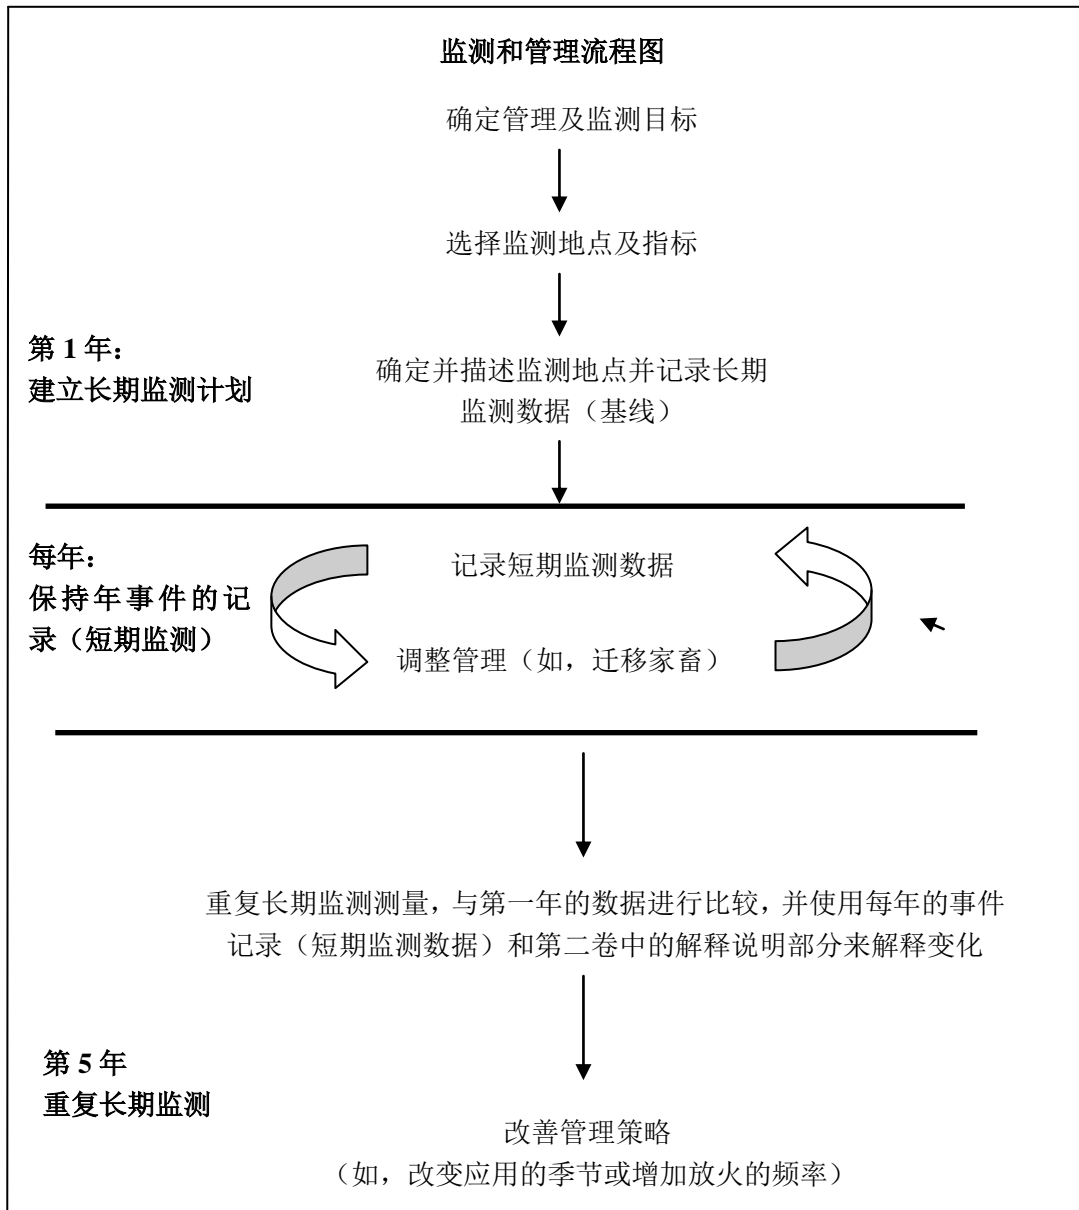 监测和管理流程图
确定管理及监测目标
选择监测地点及指标
第 1 年：
建立长期监测计划
确定并描述监测地点并记录长期
监测数据（基线）
每年：
保持年事件的记
录（短期监测）
记录短期监测数据
调整管理（如，迁移家畜）
重复长期监测测量，与第一年的数据进行比较，并使用每年的事件
记录（短期监测数据）和第二卷中的解释说明部分来解释变化
第 5 年
重复长期监测
改善管理策略
（如，改变应用的季节或增加放火的频率）